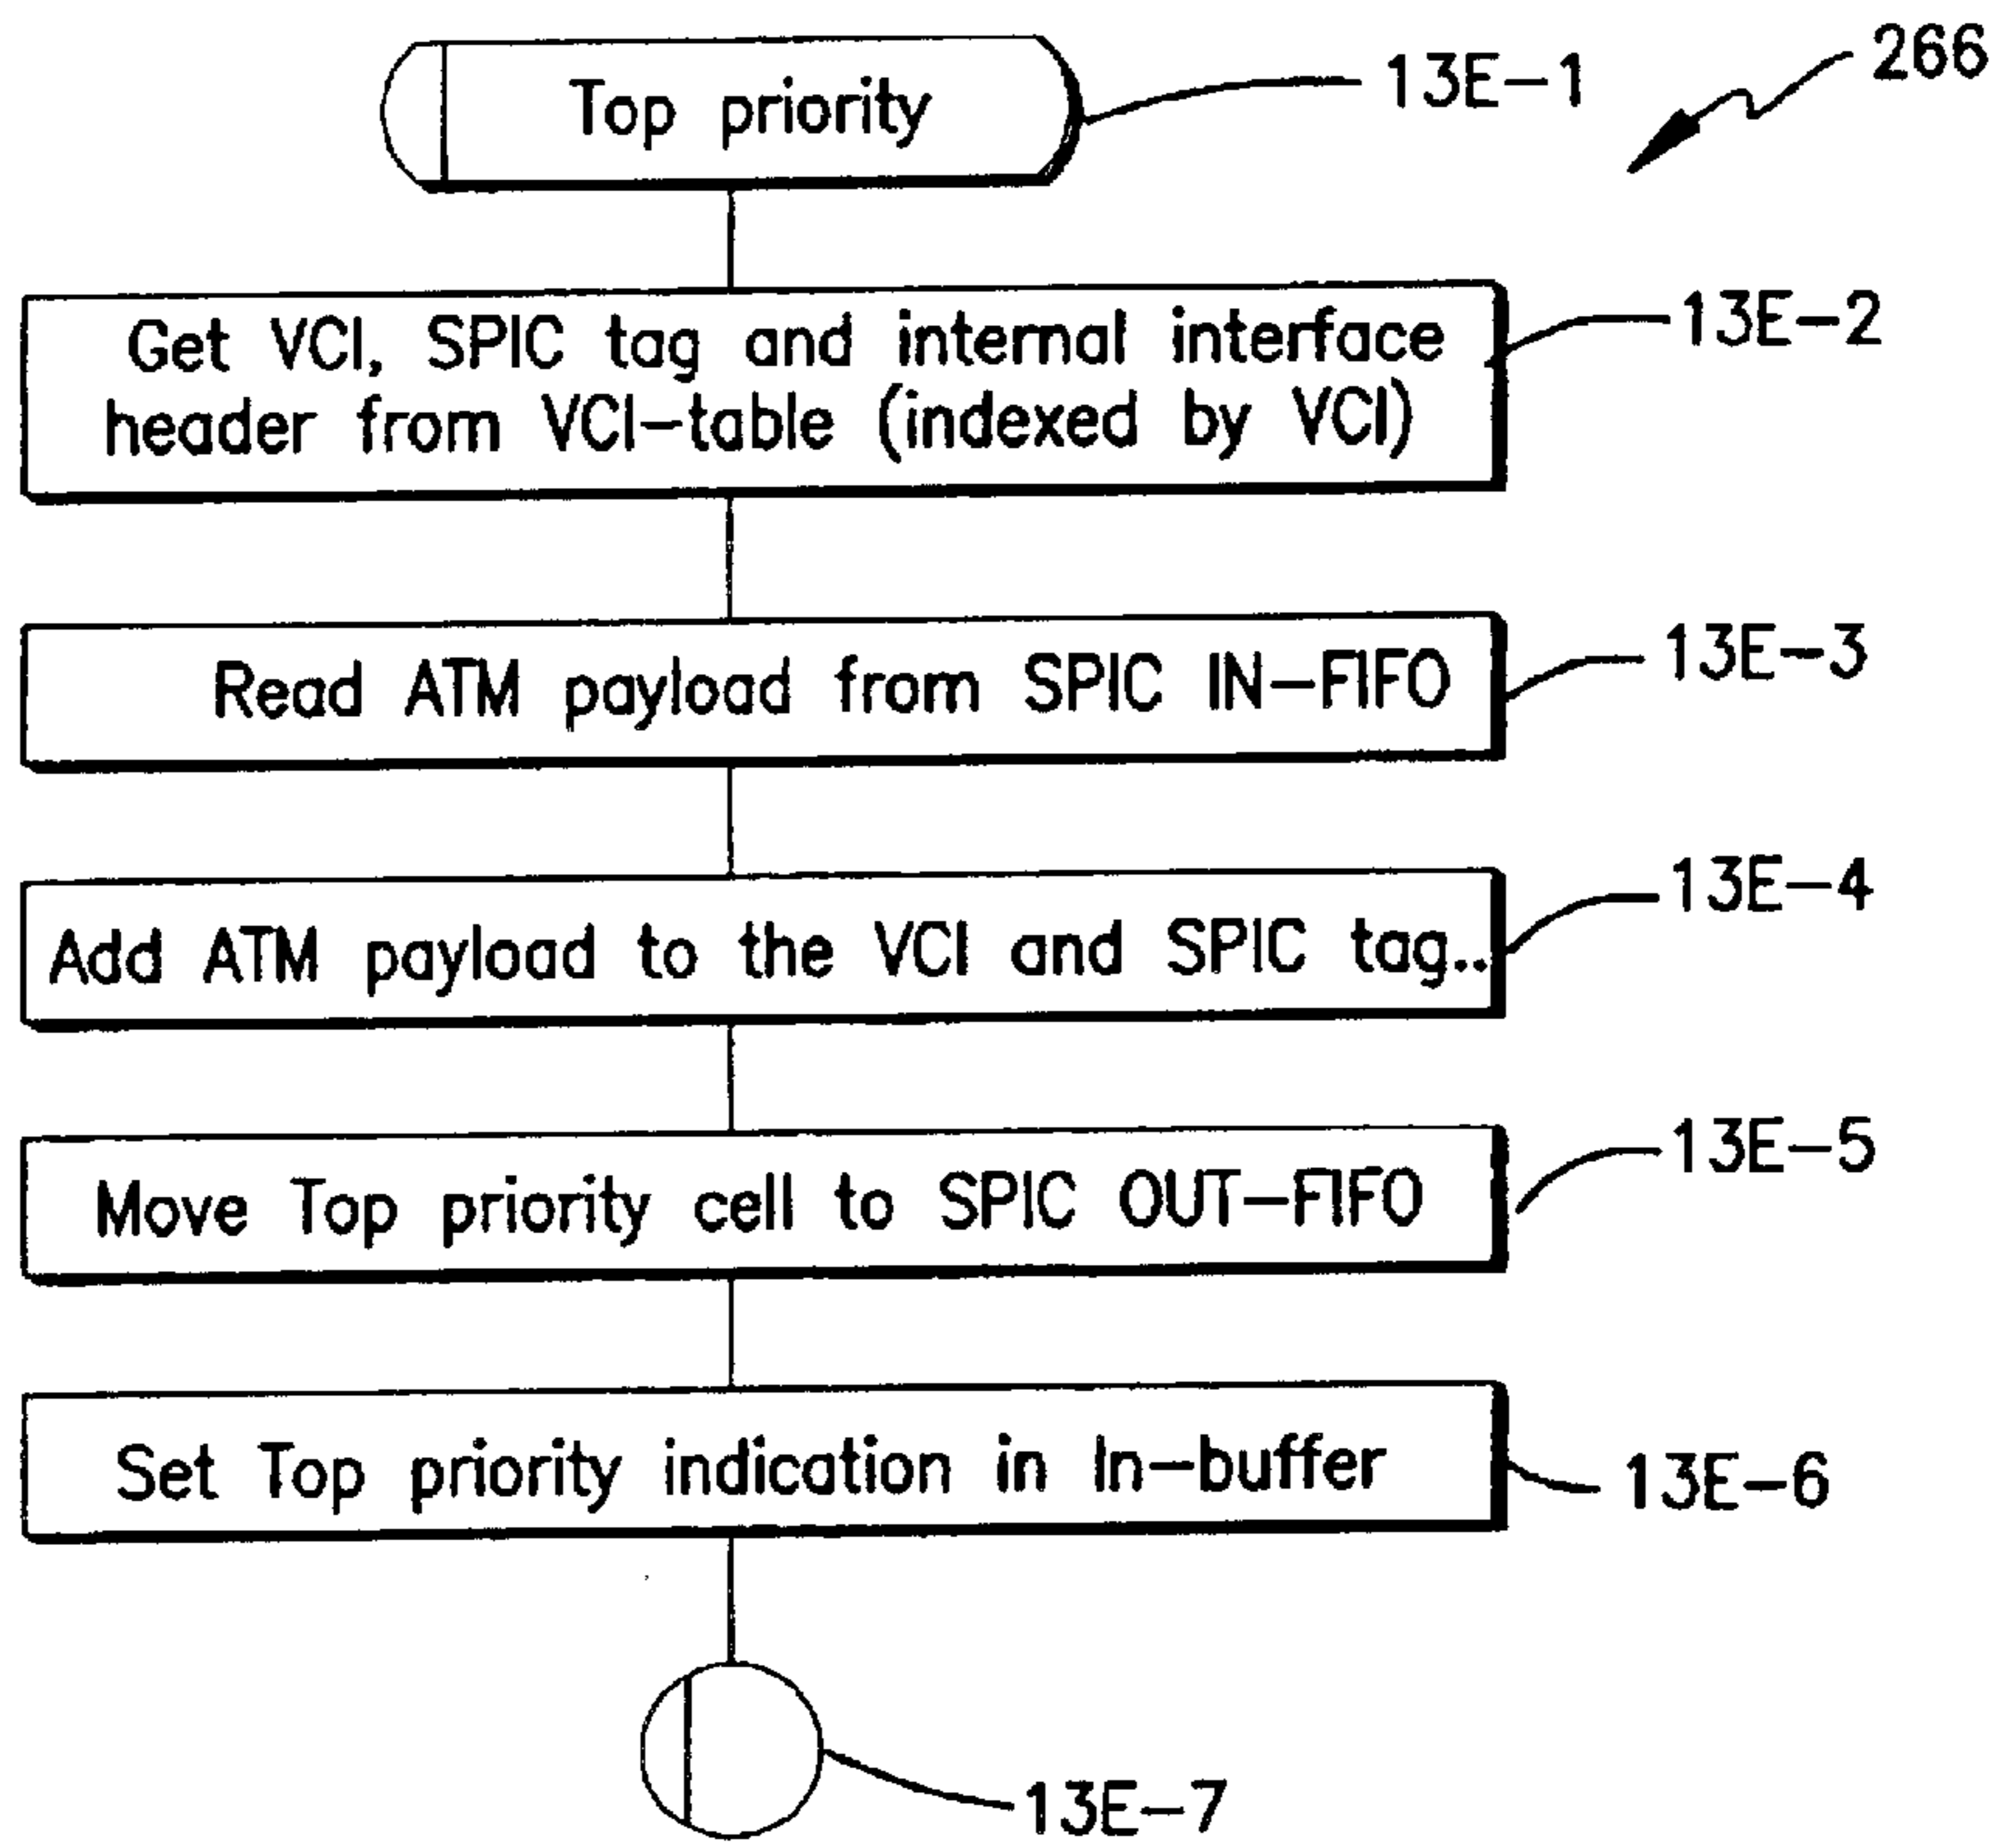 266
Top priority
13E-1
Get VCI, SPIC tag and internal interface
header from VCI-table (indexed by VCI)
13E-2
Read ATM payload from SPIC IN-FIFO
13E-3
Add ATM payload to the VCI and SPIC tag..
13E-4
Move Top priority cell to SPIC OUT-FIFO
13E-5
Set Top priority indication in In-buffer
13E-6
13E-7